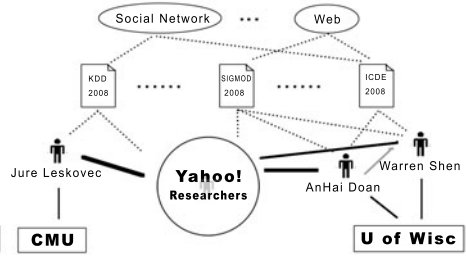 Social Network
Web
KDD
2008
SIGMOD
2008
ICDE
2008
Jure Leskovec
Yahoo!
Researchers
AnHai Doan
Warren Shen
CMU
U of Wisc